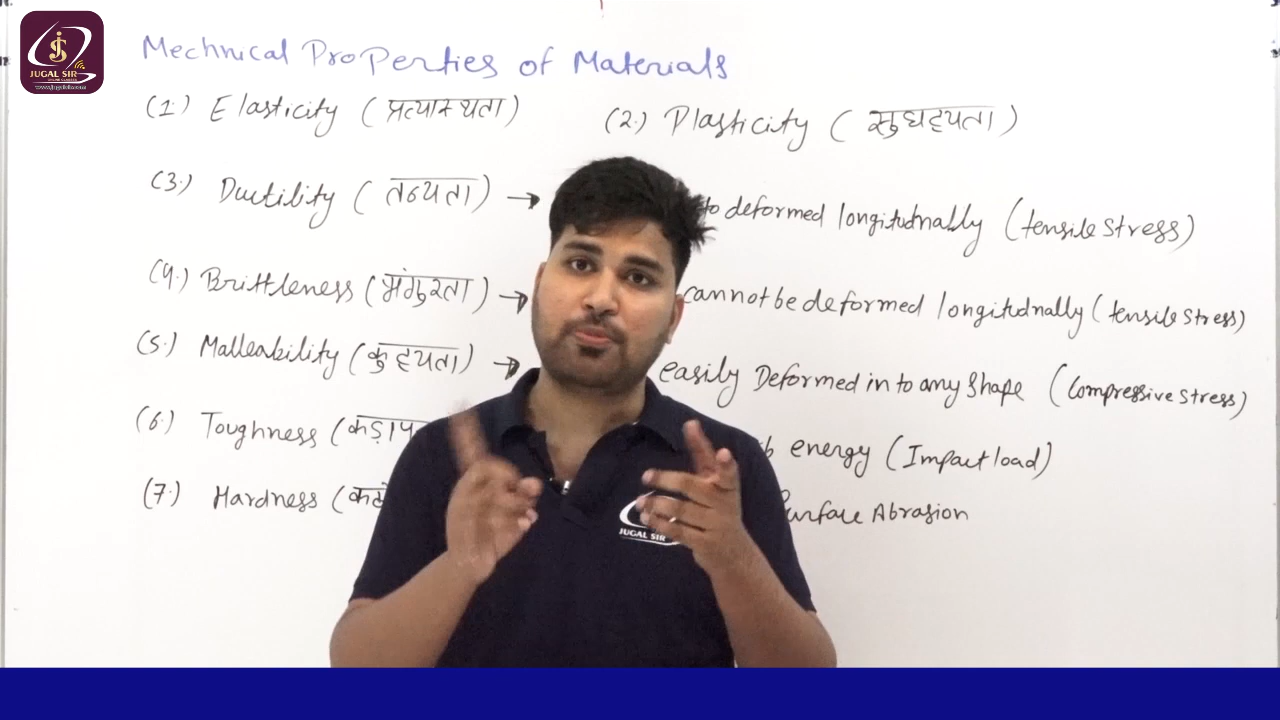 JUGAL SIR
ONLINE CLASSES
Mechnical Properties of Materials
(1.) Elasticity (प्रत्यास्थता) (2.) Plasticity (सुघट्यता)
(3.) Ductility (तन्यता) → to deformed longitudnally (tensile stress)
(4.) Brittleness (भंगुरता) → cannot be deformed longitudnally (tensile stress)
(5.) Malleability (कुट्टयता) → easily Deformed in to any shape (Compressive stress)
(6.) Toughness ( energy (Impact load)
(7.) Hardness ( Surface Abrasion
JUGAL SIR